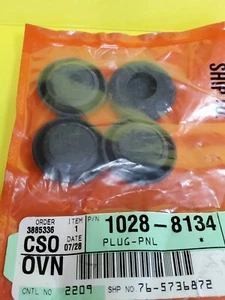 SHIP
ORDER
3885336
ITEM
1
P/N
1028-8134
CSO
DATE
07/28
PLUG-PNL
OVN
CNTL NO 2209 SHP NO 76-5736872